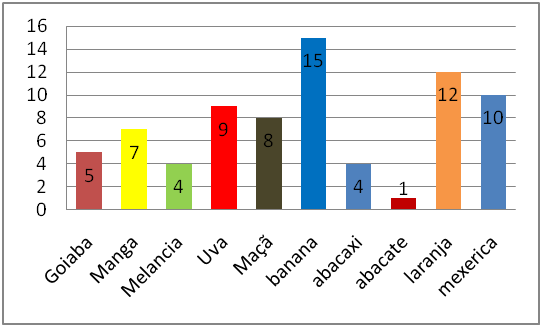 16
14
12
10
8
6
4
2
0
5
7
4
9
8
15
4
1
12
10
Goiaba
Manga
Melancia
Uva
Maçã
banana
abacaxi
abacate
laranja
mexerica